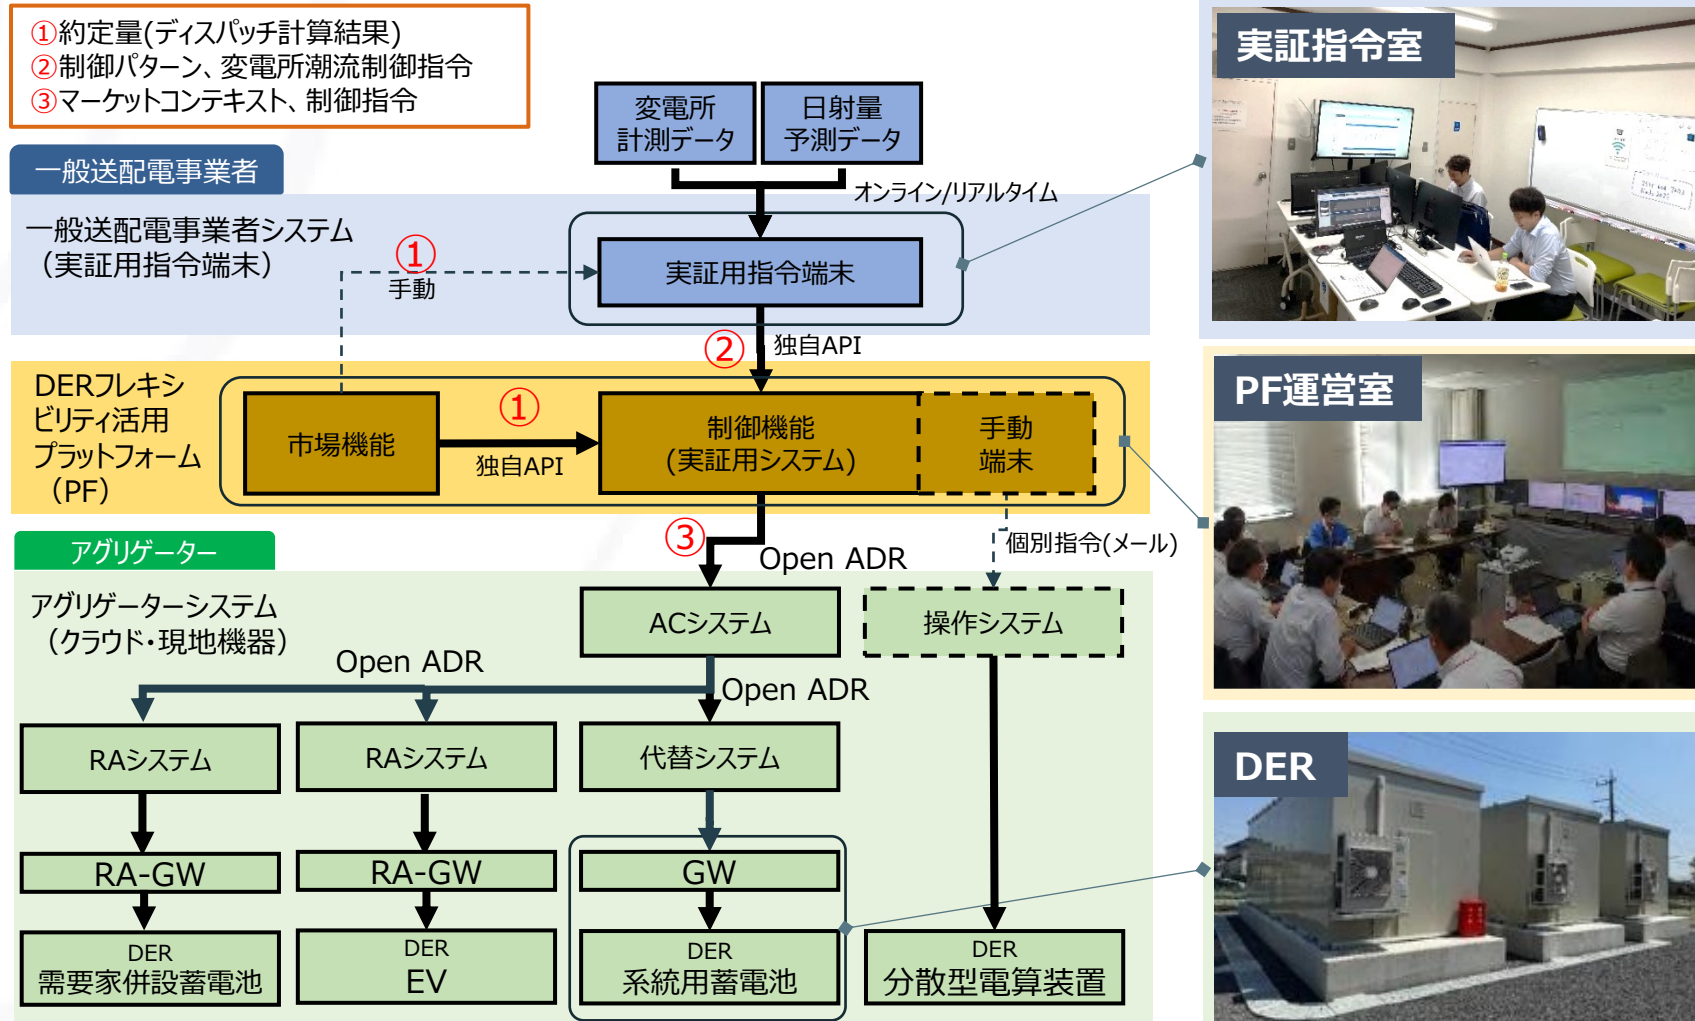 ①約定量(ディスパッチ計算結果)
②制御パターン、変電所潮流制御指令
③マーケットコンテキスト、制御指令
変電所
計測データ
日射量
予測データ
オンライン/リアルタイム
一般送配電事業者
一般送配電事業者システム
（実証用指令端末）
①
手動
実証用指令端末
②
独自API
DERフレキシ
ビリティ活用
プラットフォーム
（PF）
市場機能
①
独自API
制御機能
(実証用システム)
手動
端末
③
Open ADR
個別指令(メール)
アグリゲーター
アグリゲーターシステム
（クラウド・現地機器）
ACシステム
操作システム
Open ADR
Open ADR
RAシステム
RAシステム
代替システム
RA-GW
RA-GW
GW
DER
需要家併設蓄電池
DER
EV
DER
系統用蓄電池
DER
分散型電算装置
実証指令室
PF運営室
DER